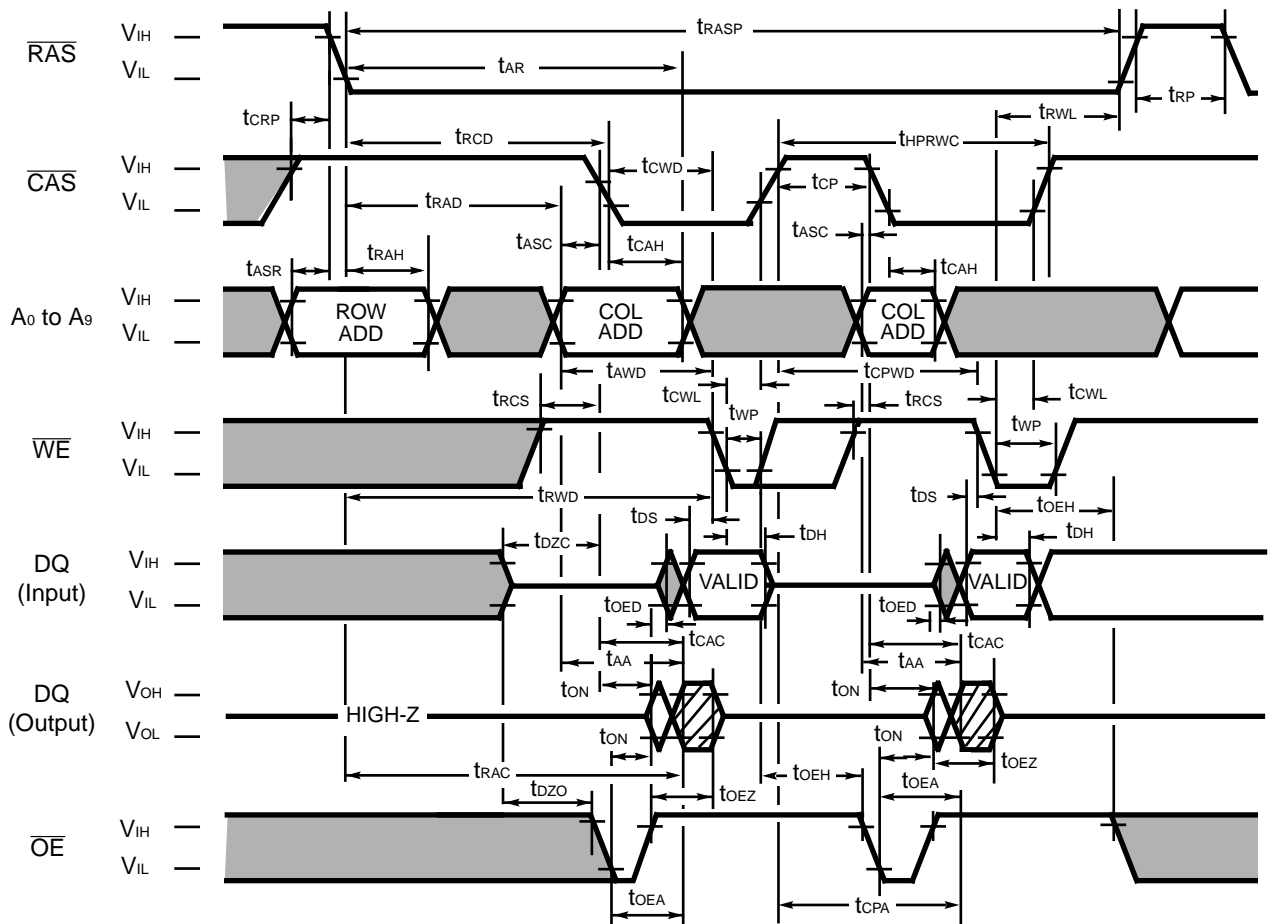 VIH
tRASP
RAS
VIL
tAR
tCRP
tRP
tRWL
tRCD
tHPRWC
VIH
tCWD
CAS
tCP
VIL
tRAD
tASC
tCAH
tASC
tRAH
tASR
tCAH
VIH
A0 to A9
ROW ADD
COL ADD
COL ADD
VIL
tAWD
tCPWD
tRCS
tCWL
tWP
tRCS
tCWL
VIH
tWP
WE
VIL
tRWD
tDS
tDS
tOEH
tDZC
tDH
tDH
VIH
DQ
(Input)
VALID
VALID
VIL
tOED
tOED
tCAC
tCAC
tAA
tAA
VOH
tON
tON
DQ
(Output)
HIGH-Z
VOL
tON
tON
tRAC
tOEH
tOEZ
tDZO
tOEZ
tOEA
VIH
OE
VIL
tOEA
tCPA